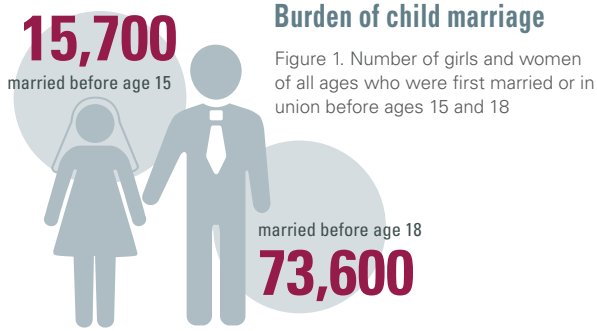 Burden of child marriage
Figure 1. Number of girls and women
of all ages who were first married or in
union before ages 15 and 18
15,700
married before age 15
married before age 18
73,600